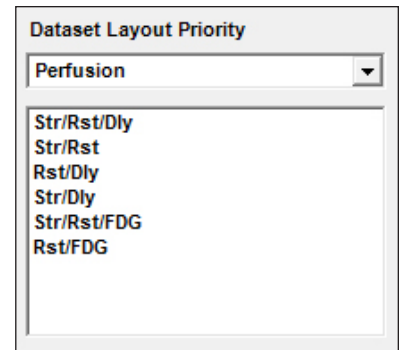 Dataset Layout Priority
Perfusion
Str/Rst/Dly
Str/Rst
Rst/Dly
Str/Dly
Str/Rst/FDG
Rst/FDG